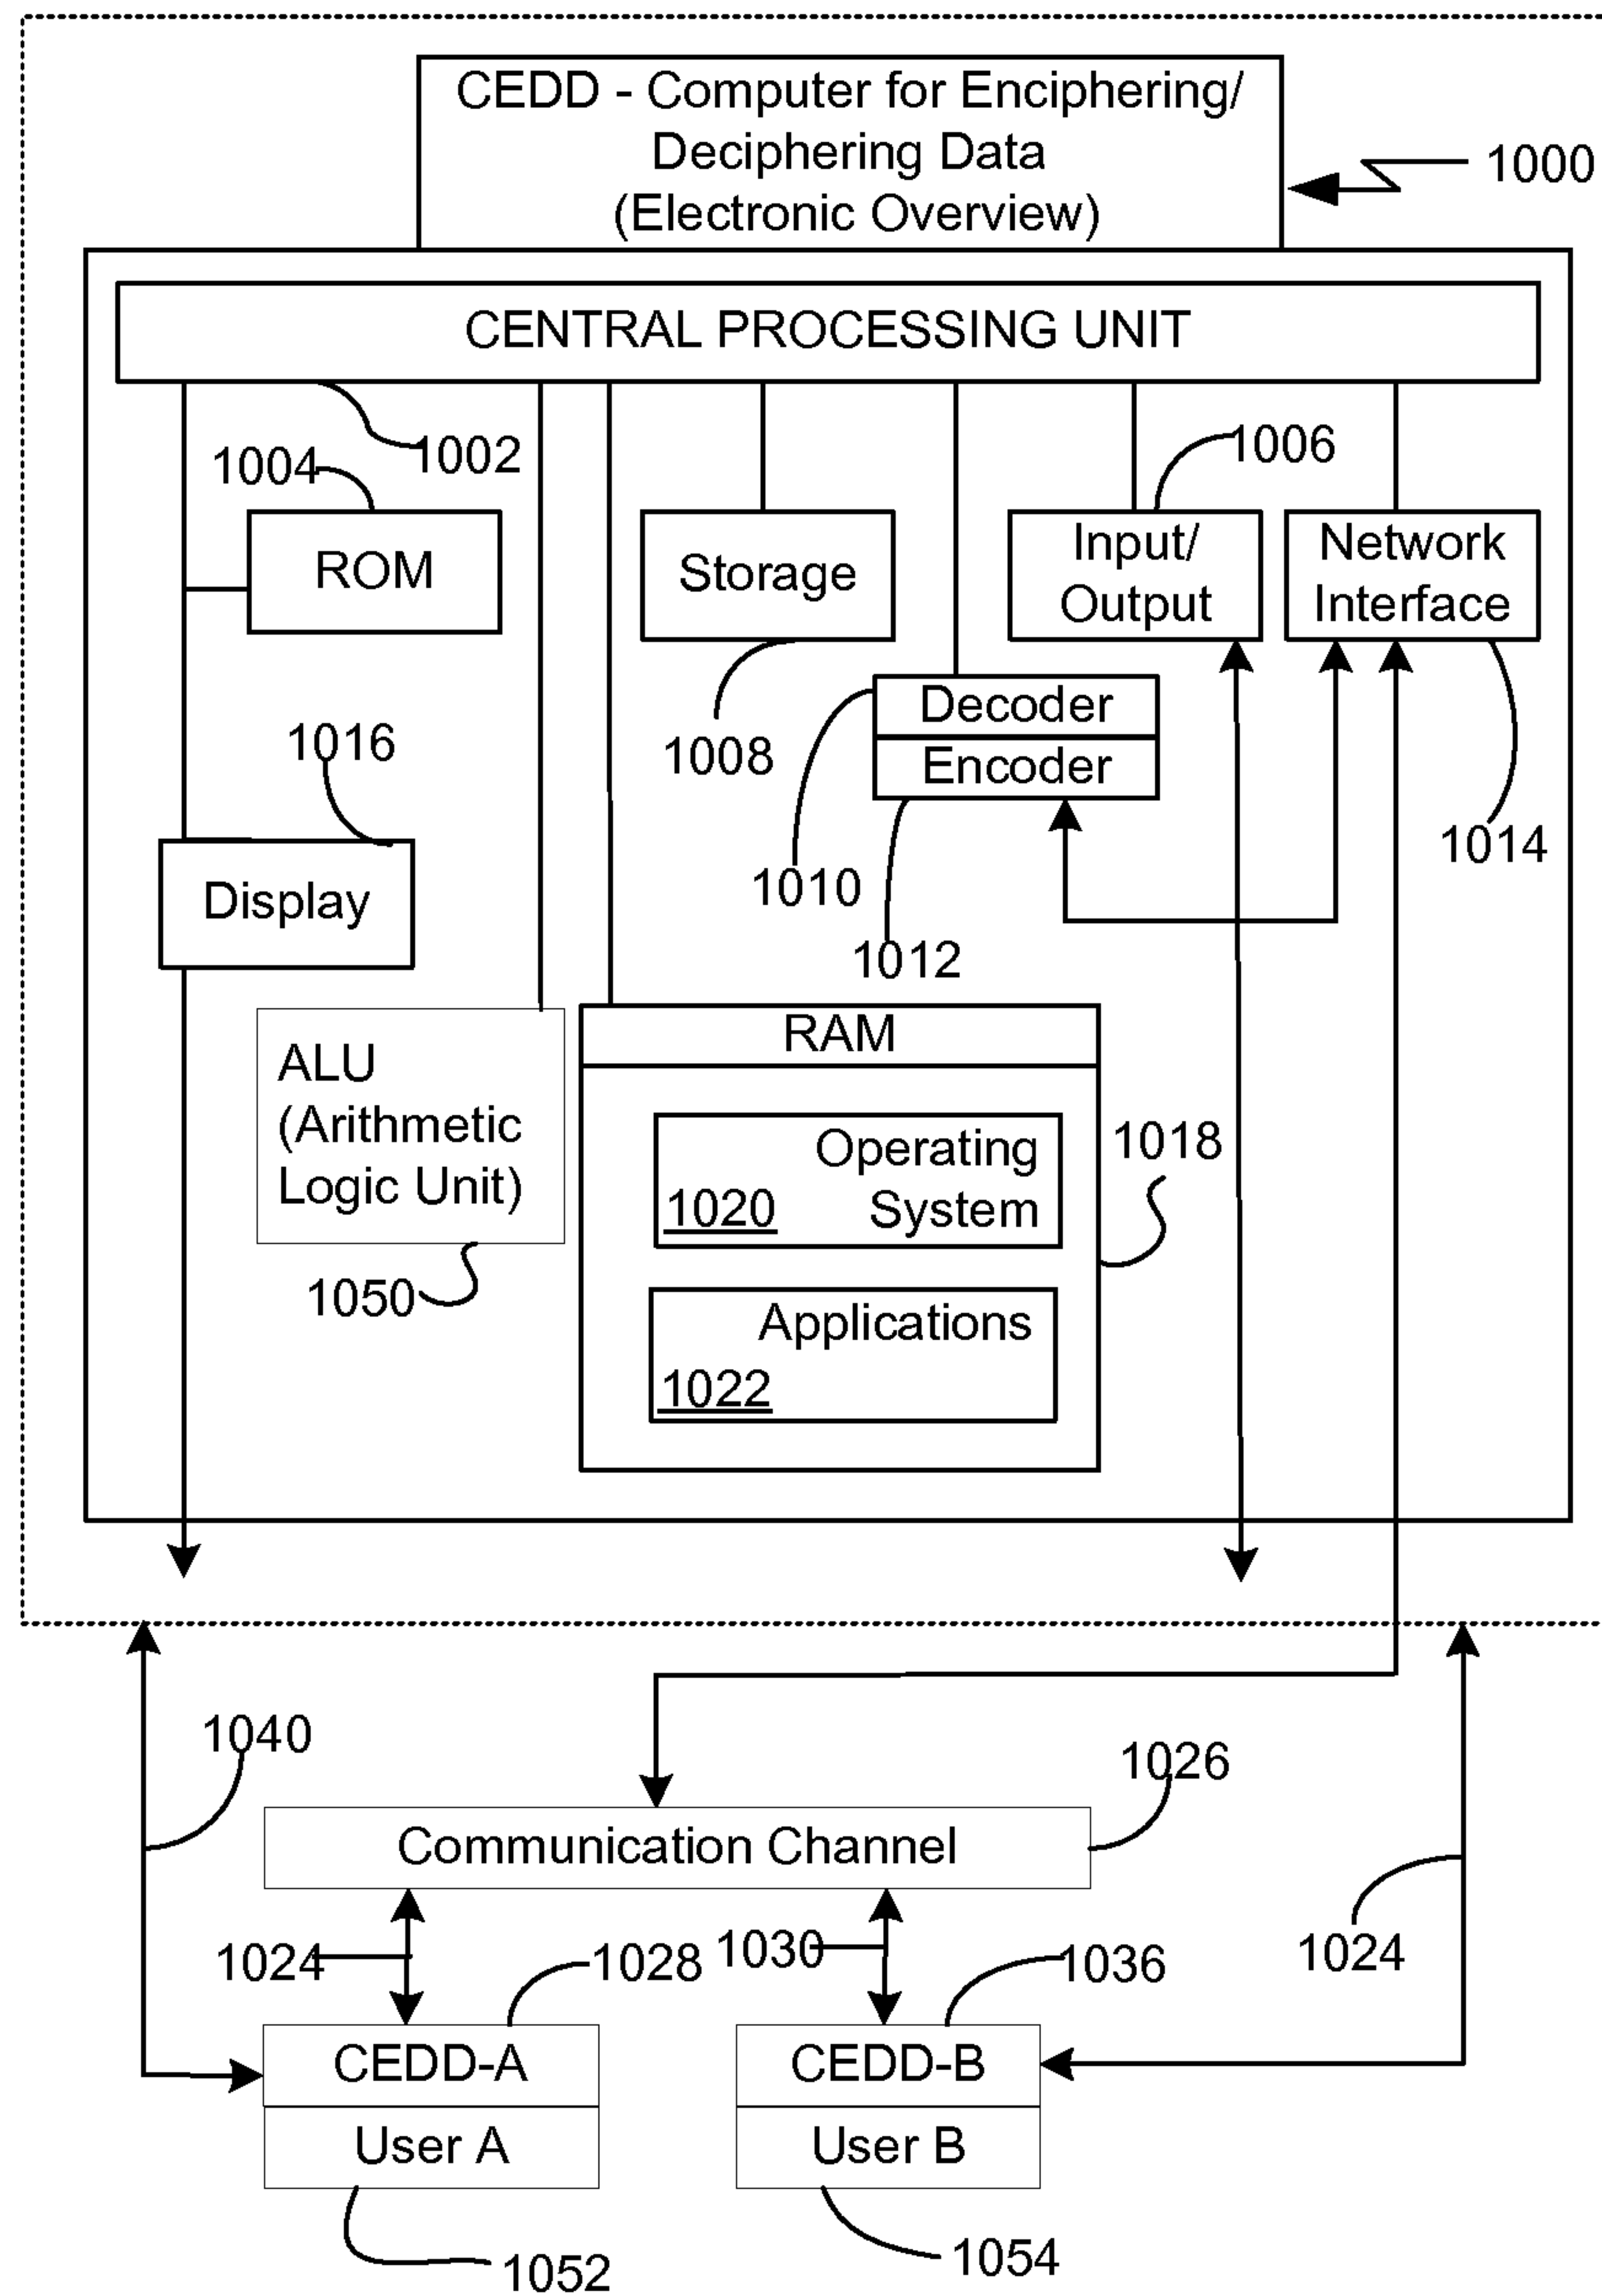 CEDD - Computer for Enciphering/
Deciphering Data
(Electronic Overview)
1000
CENTRAL PROCESSING UNIT
1002
1004
1006
ROM
Storage
Input/
Output
Network
Interface
1008
Decoder
Encoder
1016
1010
1012
1014
Display
ALU
(Arithmetic
Logic Unit)
1050
RAM
Operating
1020 System
1018
Applications
1022
1040
1026
Communication Channel
1024
1028
1030
1036
1024
CEDD-A
User A
CEDD-B
User B
1052
1054